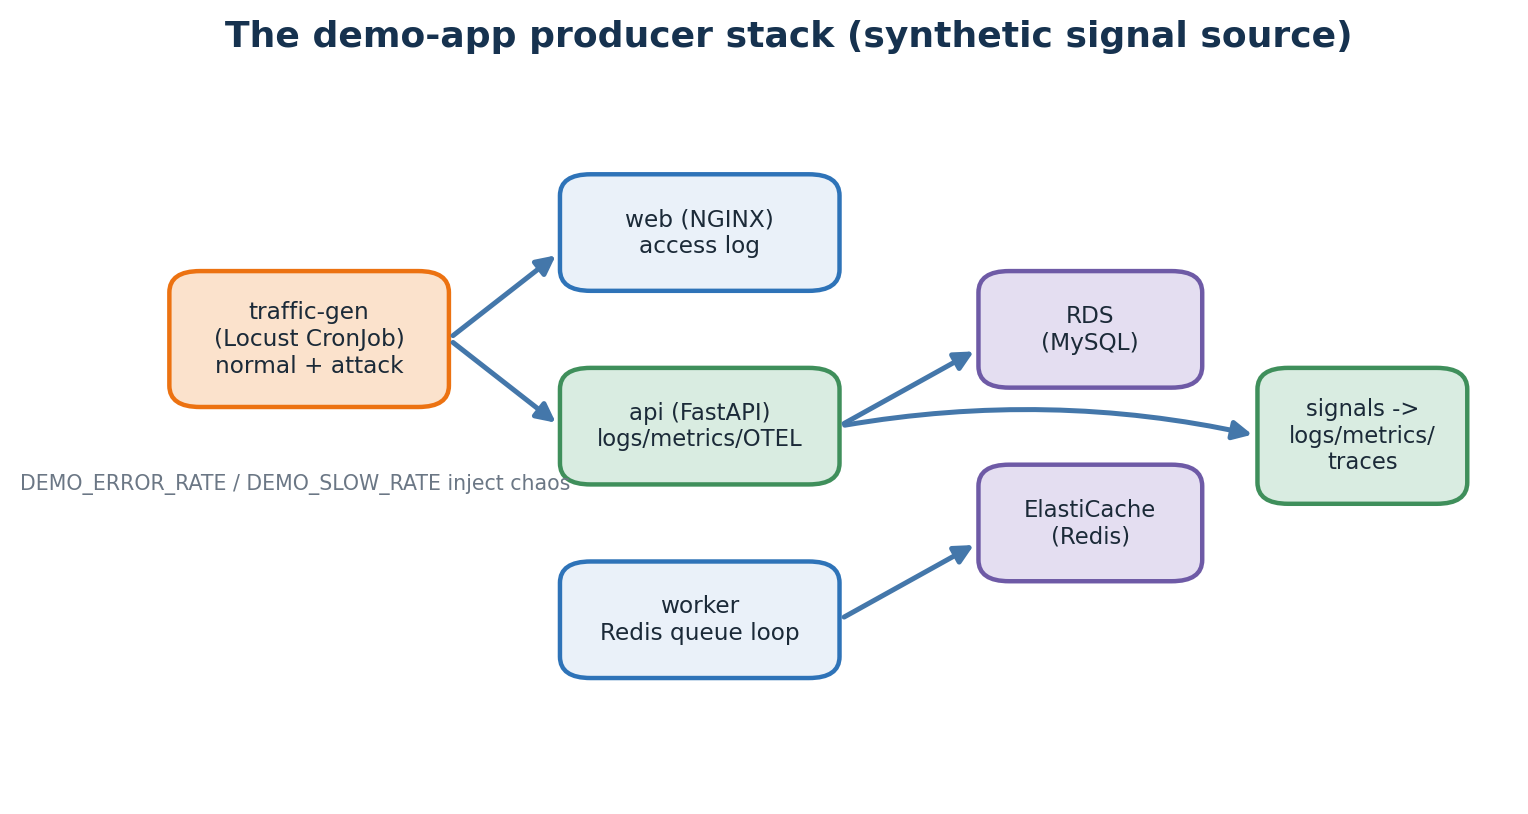 The demo-app producer stack (synthetic signal source)
web (NGINX)
access log
traffic-gen
(Locust CronJob)
normal + attack
RDS
(MySQL)
api (FastAPI)
logs/metrics/OTEL
signals ->
logs/metrics/
traces
DEMO_ERROR_RATE / DEMO_SLOW_RATE inject chaos
ElastiCache
(Redis)
worker
Redis queue loop